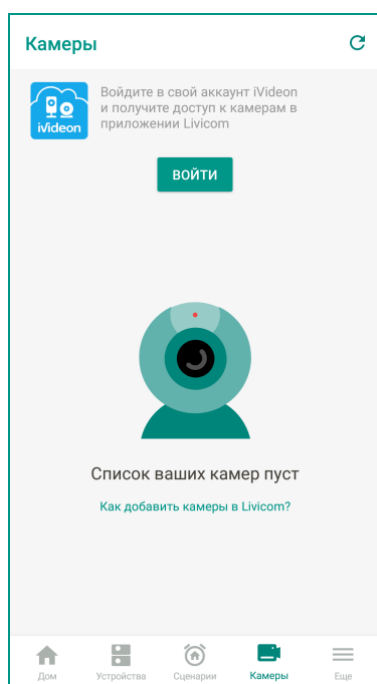 Камеры
Войдите в свой аккаунт iVideon
и получите доступ к камерам в
приложении Livicom
iVideon
ВОЙТИ
Список ваших камер пуст
Как добавить камеры в Livicom?
Дом
Устройства
Сценарии
Камеры
Еще